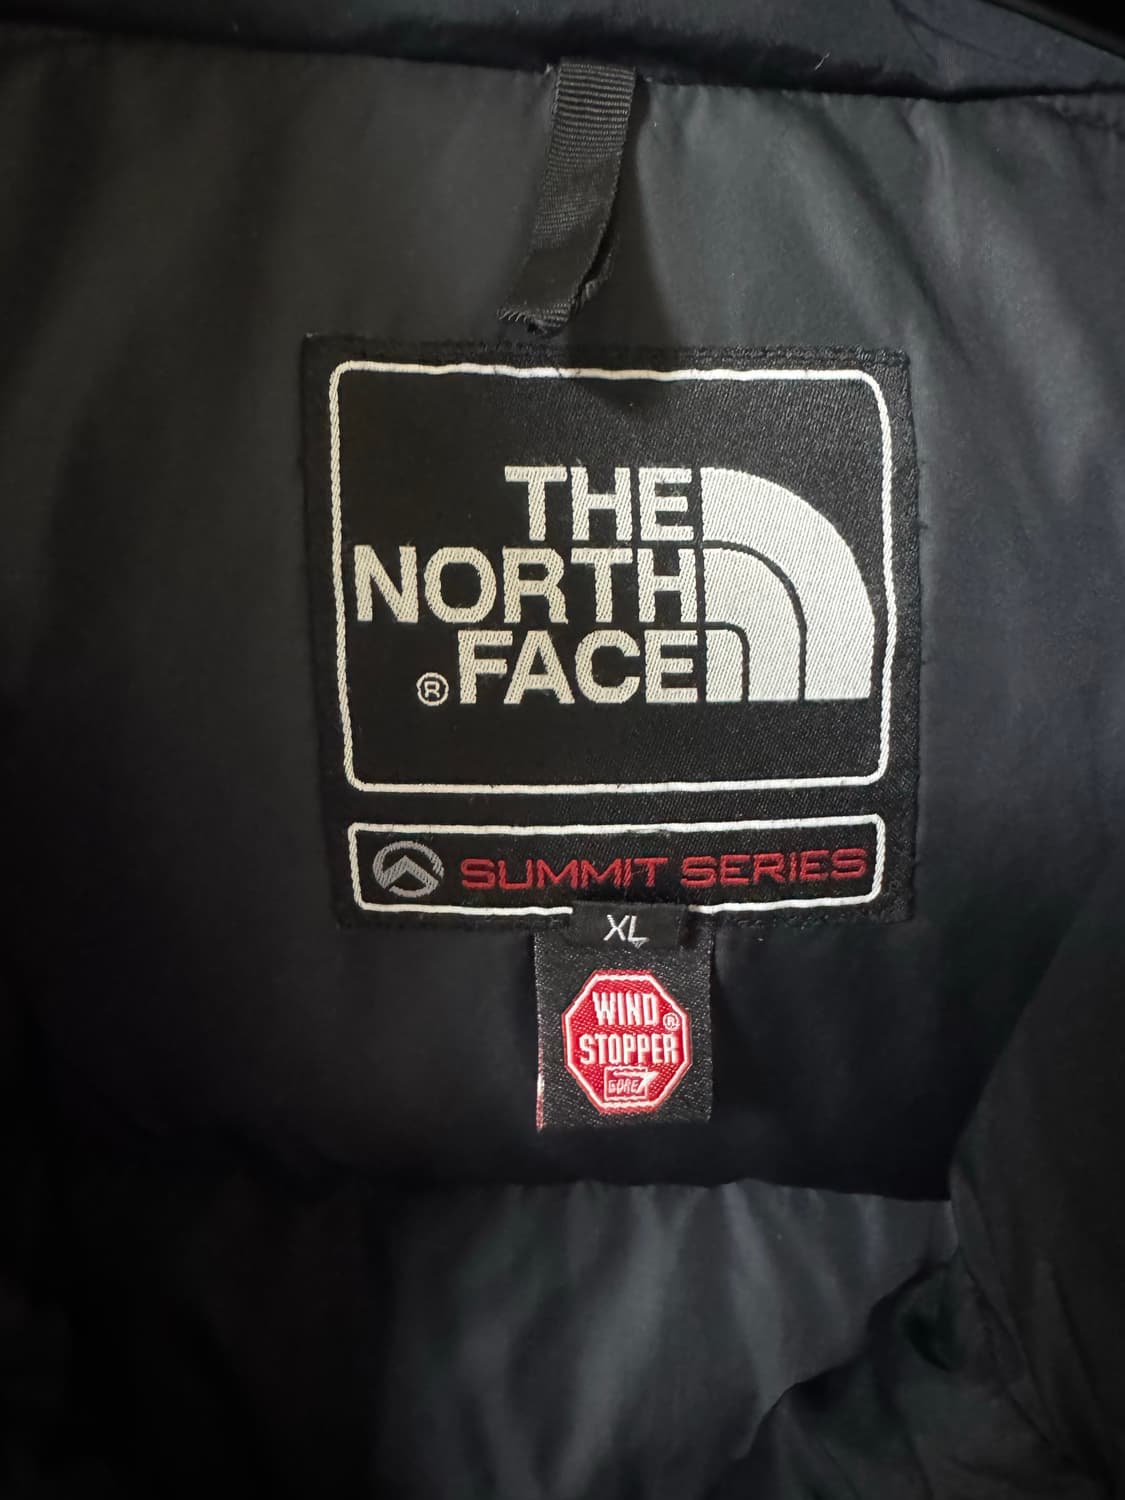 THE
NORTH
® FACE
SUMMIT SERIES
XL
WIND
STOPPER®
GORE